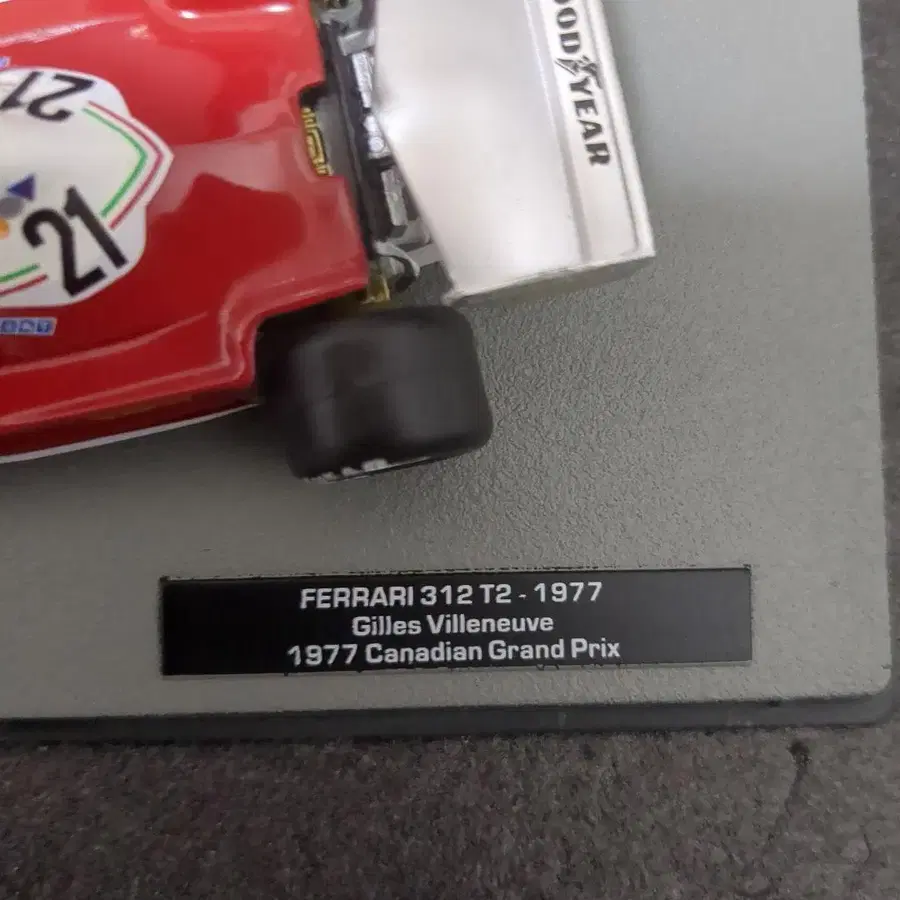 GOODYEAR
21
21
FERRARI 312 T2 - 1977
Gilles Villeneuve
1977 Canadian Grand Prix